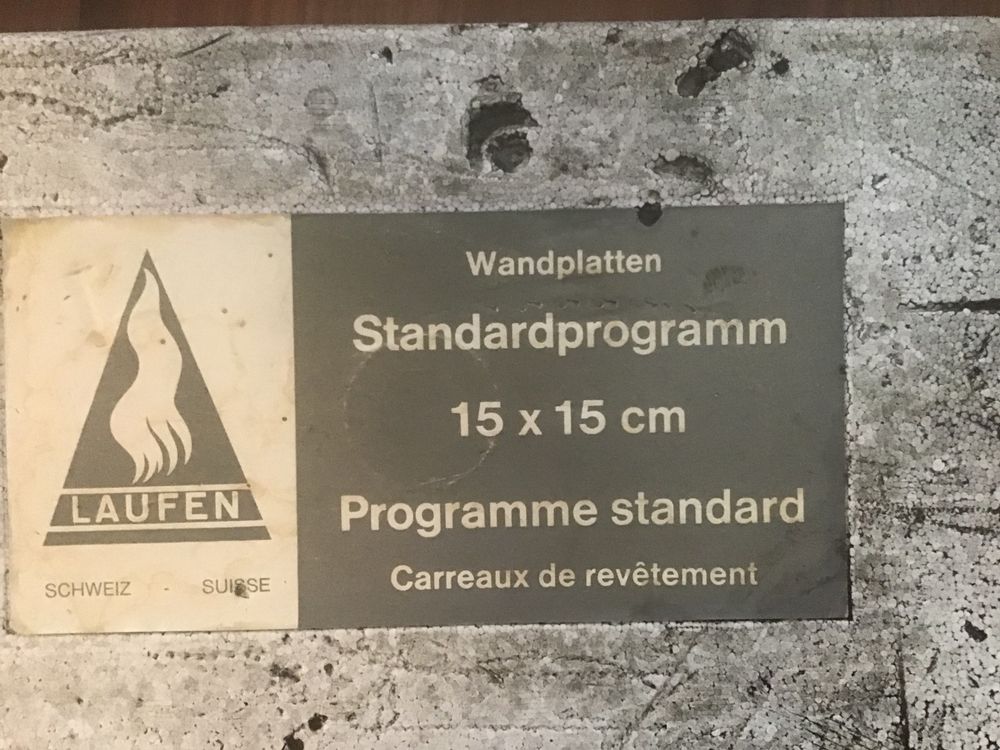 LAUFEN
SCHWEIZ - SUISSE
Wandplatten
Standardprogramm
15 x 15 cm
Programme standard
Carreaux de revêtement